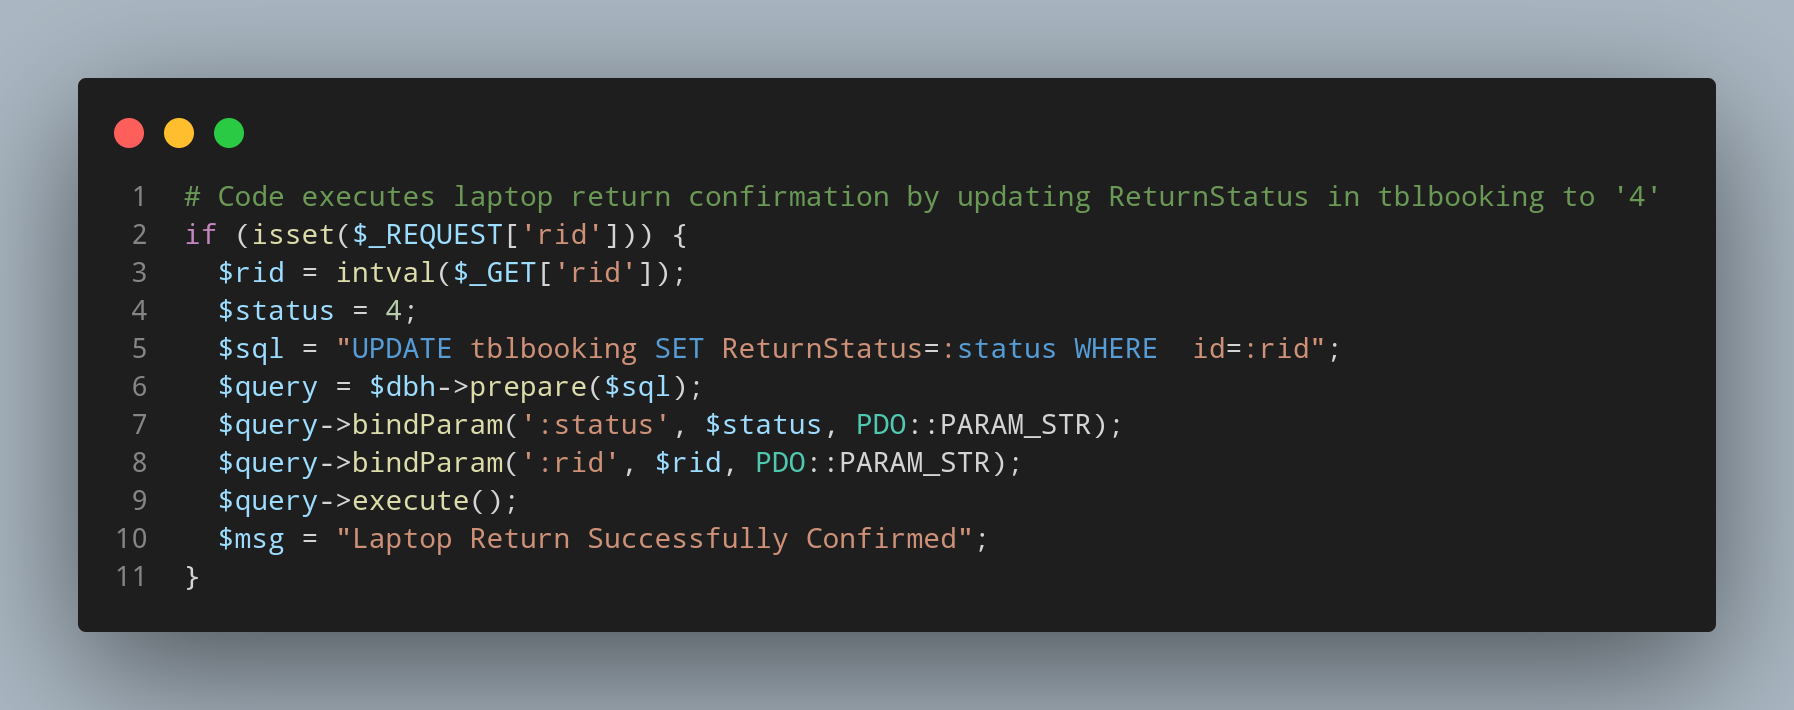 1 # Code executes laptop return confirmation by updating ReturnStatus in tblbooking to '4'
2 if (isset($_REQUEST['rid'])) {
3   $rid = intval($_GET['rid']);
4   $status = 4;
5   $sql = "UPDATE tblbooking SET ReturnStatus=:status WHERE  id=:rid";
6   $query = $dbh->prepare($sql);
7   $query->bindParam(':status', $status, PDO::PARAM_STR);
8   $query->bindParam(':rid', $rid, PDO::PARAM_STR);
9   $query->execute();
10   $msg = "Laptop Return Successfully Confirmed";
11 }